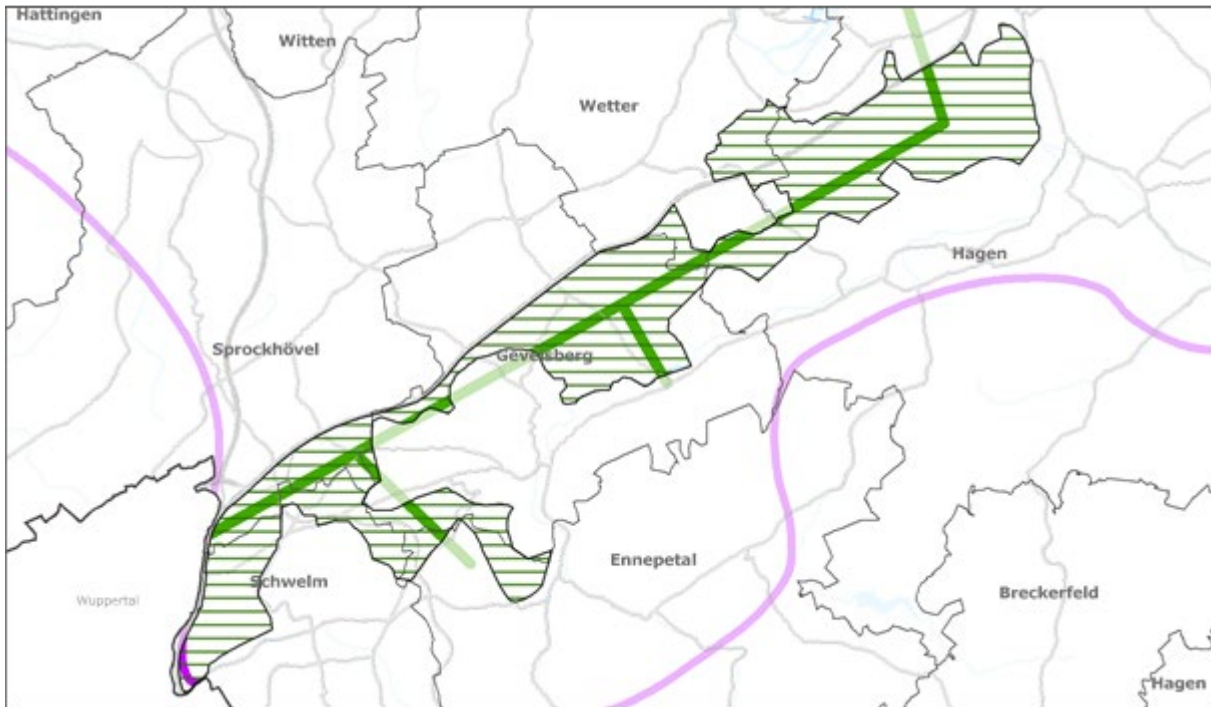 Hattingen
Witten
Wetter
Hagen
Sprockhövel
Gevelsberg
Ennepetal
Schwelm
Breckerfeld
Wuppertal
Hagen